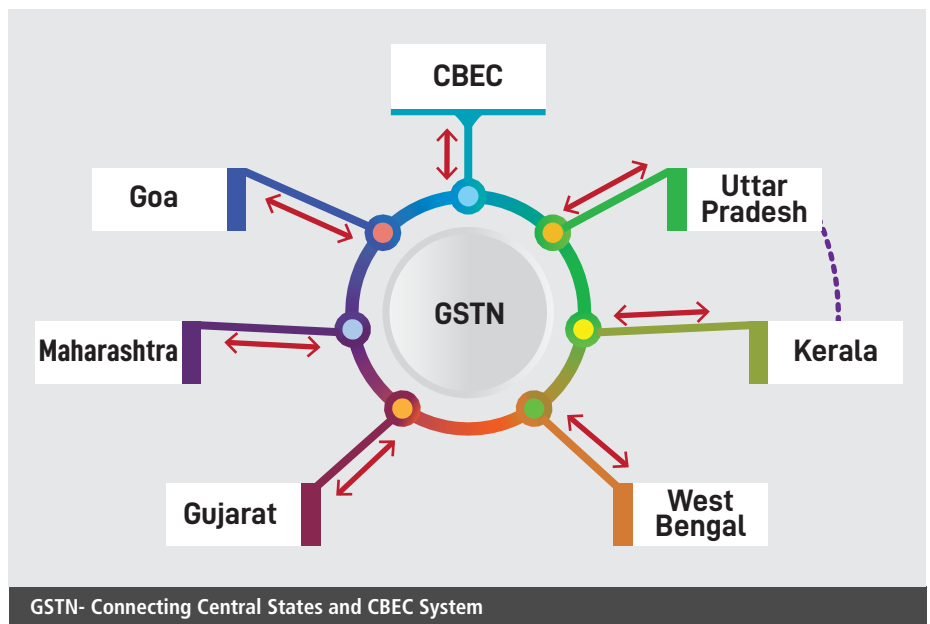 CBEC
Goa
Uttar
Pradesh
GSTN
Maharashtra
Kerala
Gujarat
West
Bengal
GSTN- Connecting Central States and CBEC System